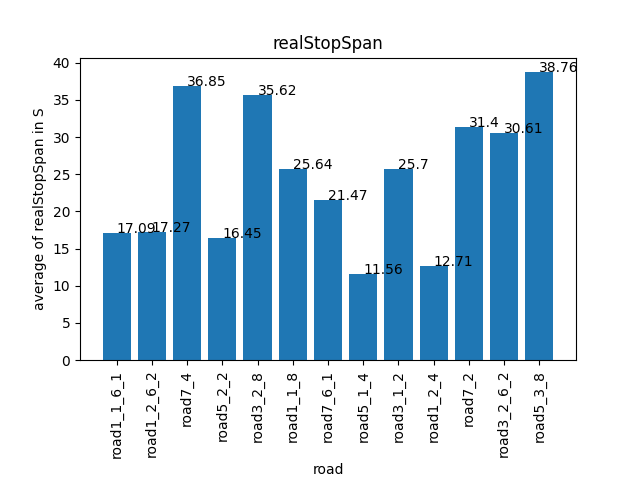 realStopSpan
average of realStopSpan in S
40
35
30
25
20
15
10
5
0
17.09
17.27
36.85
16.45
35.62
25.64
21.47
11.56
25.7
12.71
31.4
30.61
38.76
road1_1_6_1
road1_2_6_2
road7_4
road5_2_2
road3_2_8
road1_1_8
road7_6_1
road5_1_4
road3_1_2
road1_2_4
road7_2
road3_2_6_2
road5_3_8
road